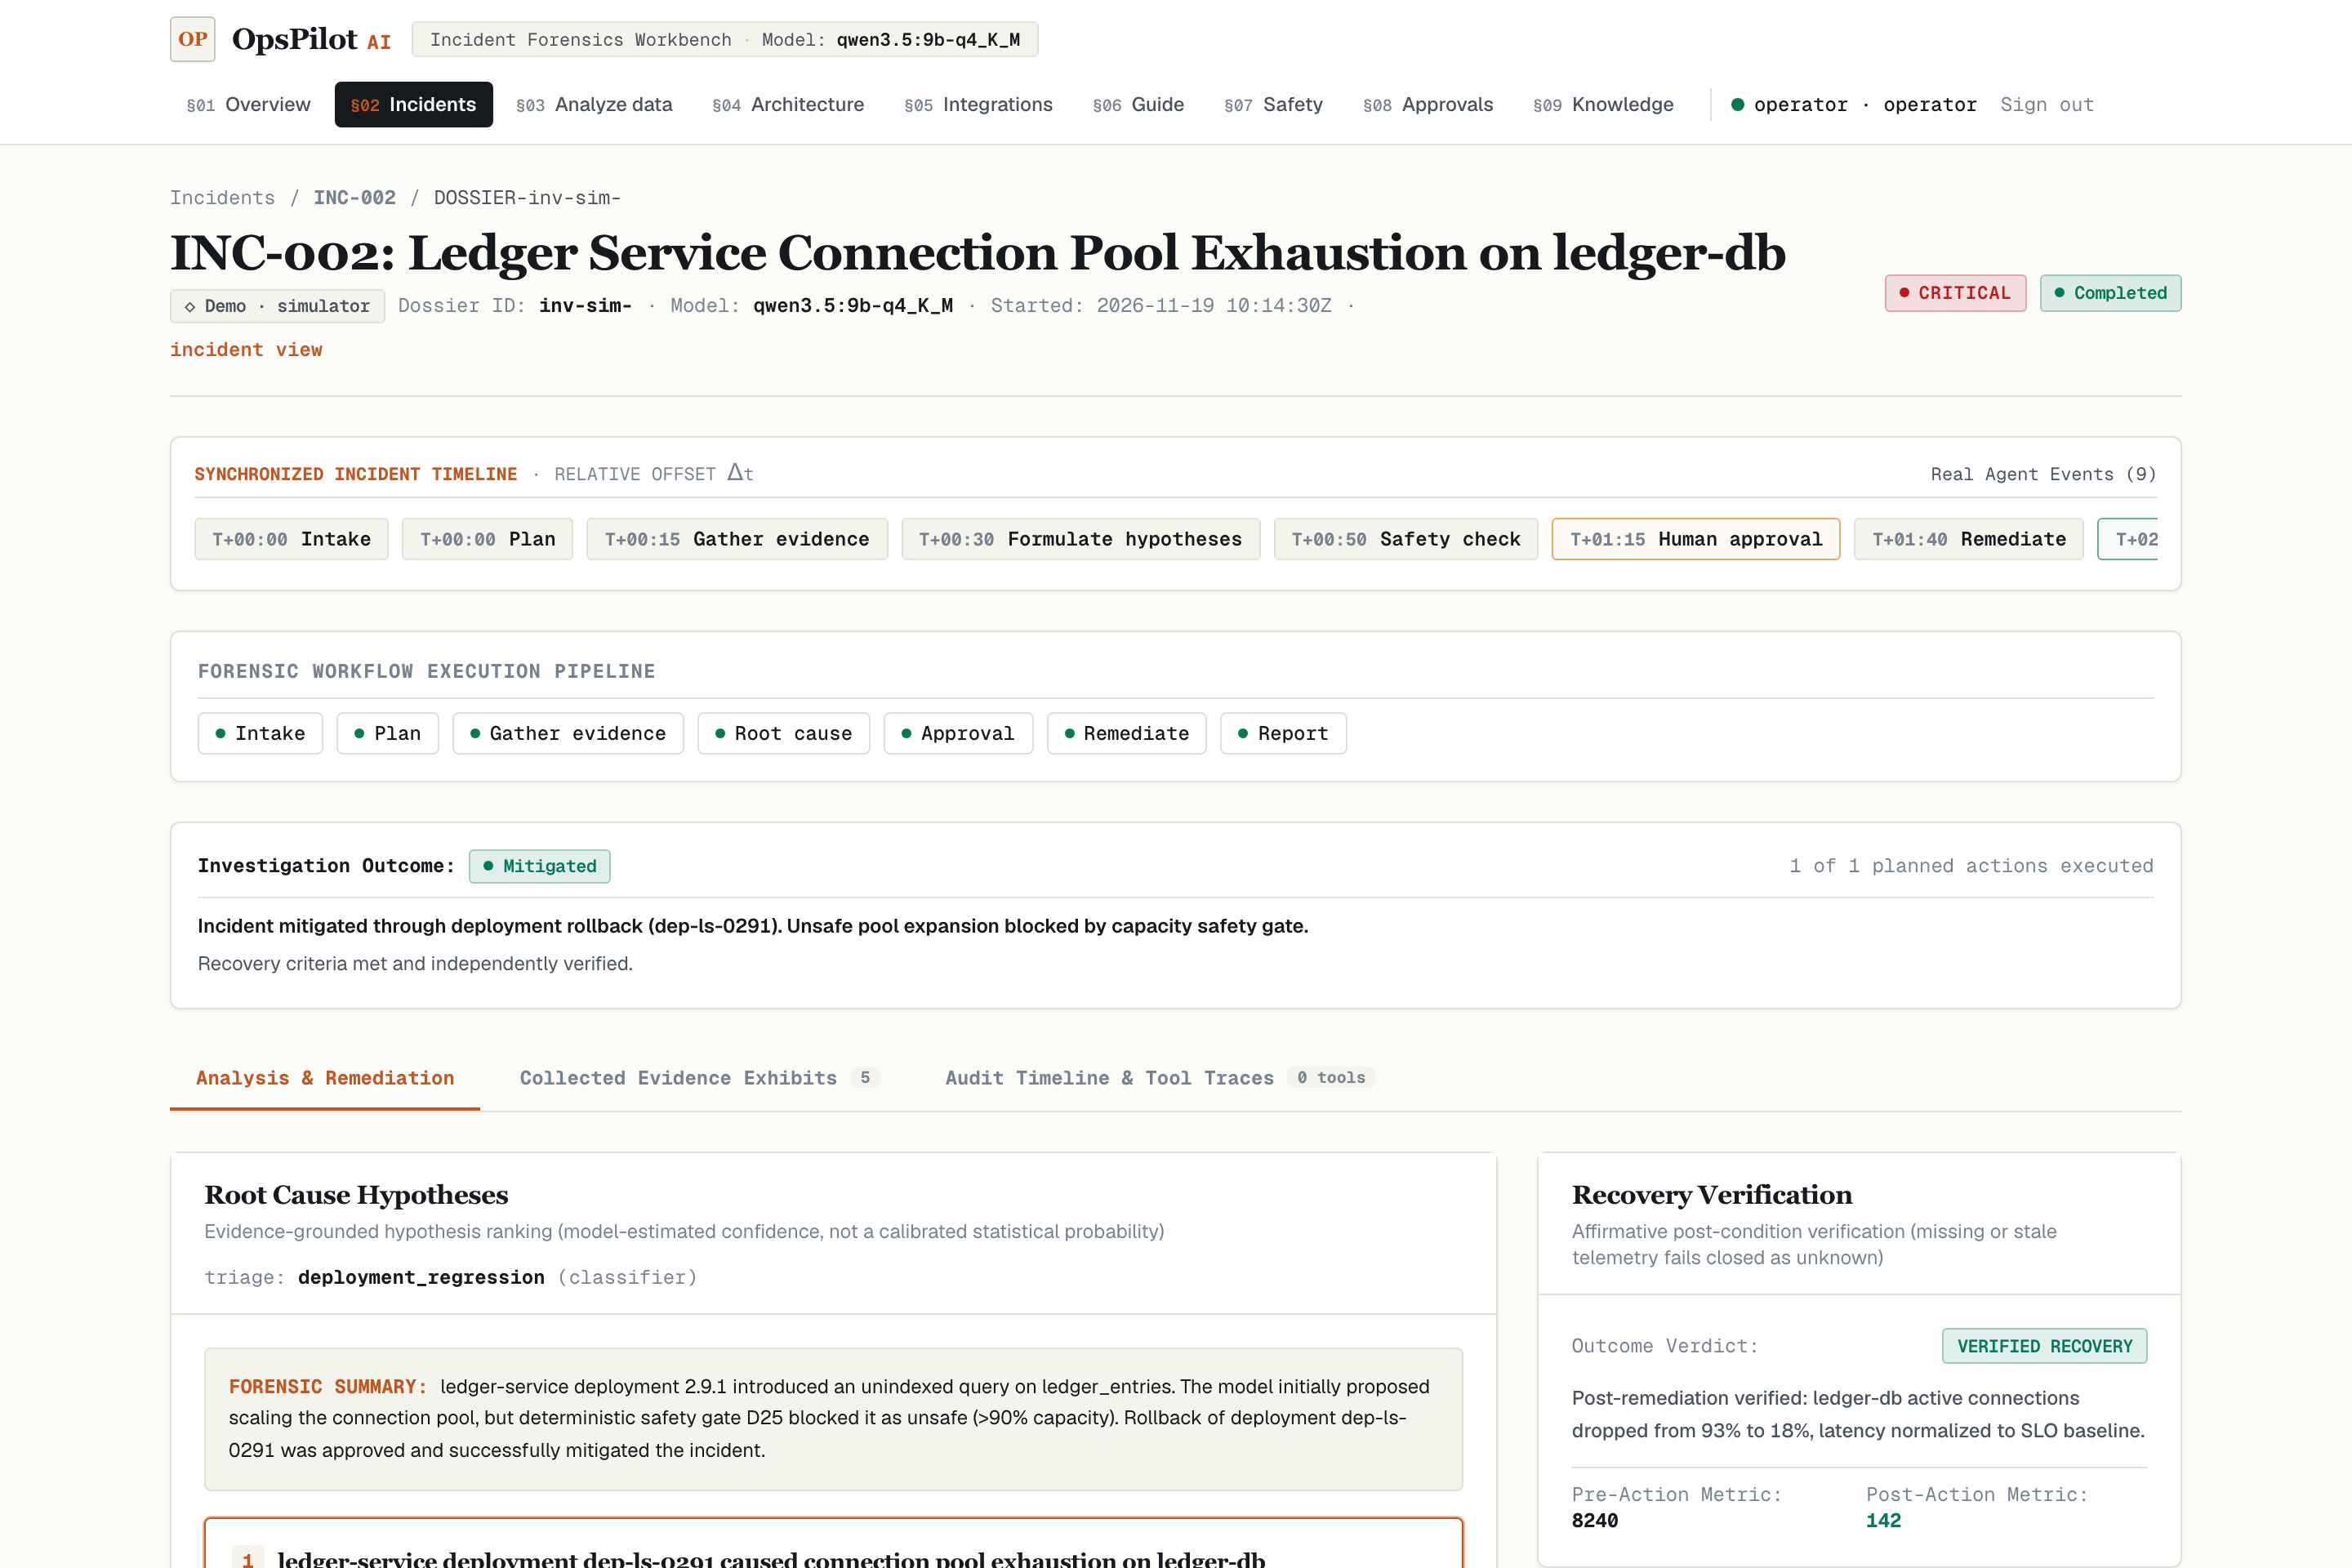 OP OpsPilot AI Incident Forensics Workbench · Model: qwen3.5:9b-q4_K_M
§01 Overview §02 Incidents §03 Analyze data §04 Architecture §05 Integrations §06 Guide §07 Safety §08 Approvals §09 Knowledge operator · operator Sign out
Incidents / INC-002 / DOSSIER-inv-sim-
INC-002: Ledger Service Connection Pool Exhaustion on ledger-db
CRITICAL Completed
◇ Demo · simulator Dossier ID: inv-sim- · Model: qwen3.5:9b-q4_K_M · Started: 2026-11-19 10:14:30Z ·
incident view
SYNCHRONIZED INCIDENT TIMELINE · RELATIVE OFFSET Δt Real Agent Events (9)
T+00:00 Intake T+00:00 Plan T+00:15 Gather evidence T+00:30 Formulate hypotheses T+00:50 Safety check T+01:15 Human approval T+01:40 Remediate T+02
FORENSIC WORKFLOW EXECUTION PIPELINE
Intake Plan Gather evidence Root cause Approval Remediate Report
Investigation Outcome: Mitigated 1 of 1 planned actions executed
Incident mitigated through deployment rollback (dep-ls-0291). Unsafe pool expansion blocked by capacity safety gate.
Recovery criteria met and independently verified.
Analysis & Remediation Collected Evidence Exhibits 5 Audit Timeline & Tool Traces 0 tools
Root Cause Hypotheses
Evidence-grounded hypothesis ranking (model-estimated confidence, not a calibrated statistical probability)
triage: deployment_regression (classifier)
FORENSIC SUMMARY: ledger-service deployment 2.9.1 introduced an unindexed query on ledger_entries. The model initially proposed
scaling the connection pool, but deterministic safety gate D25 blocked it as unsafe (>90% capacity). Rollback of deployment dep-ls-
0291 was approved and successfully mitigated the incident.
1 ledger-service deployment dep-ls-0291 caused connection pool exhaustion on ledger-db
Recovery Verification
Affirmative post-condition verification (missing or stale
telemetry fails closed as unknown)
Outcome Verdict: VERIFIED RECOVERY
Post-remediation verified: ledger-db active connections
dropped from 93% to 18%, latency normalized to SLO baseline.
Pre-Action Metric: Post-Action Metric:
8240 142